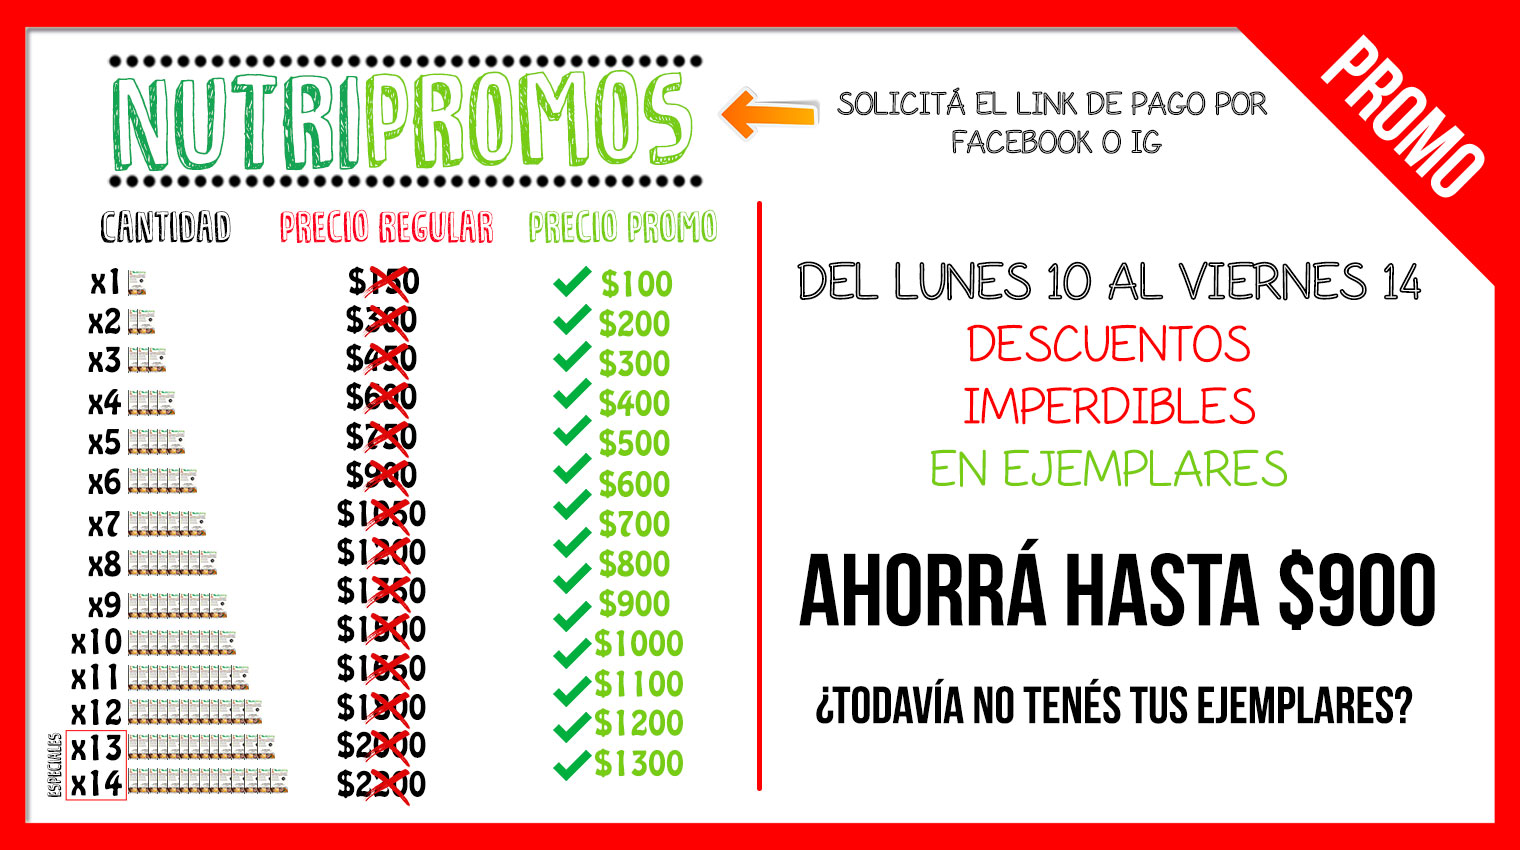 NUTRIPROMOS
SOLICITÁ EL LINK DE PAGO POR
FACEBOOK O IG
PROMO
CANTIDAD PRECIO REGULAR PRECIO PROMO
x1 $150 $100
x2 $300 $200
x3 $450 $300
x4 $600 $400
x5 $750 $500
x6 $900 $600
x7 $1050 $700
x8 $1200 $800
x9 $1350 $900
x10 $1500 $1000
x11 $1650 $1100
x12 $1800 $1200
x13 $2000 $1300
x14 $2200
ESPECIALES
DEL LUNES 10 AL VIERNES 14
DESCUENTOS
IMPERDIBLES
EN EJEMPLARES
AHORRÁ HASTA $900
¿TODAVÍA NO TENÉS TUS EJEMPLARES?